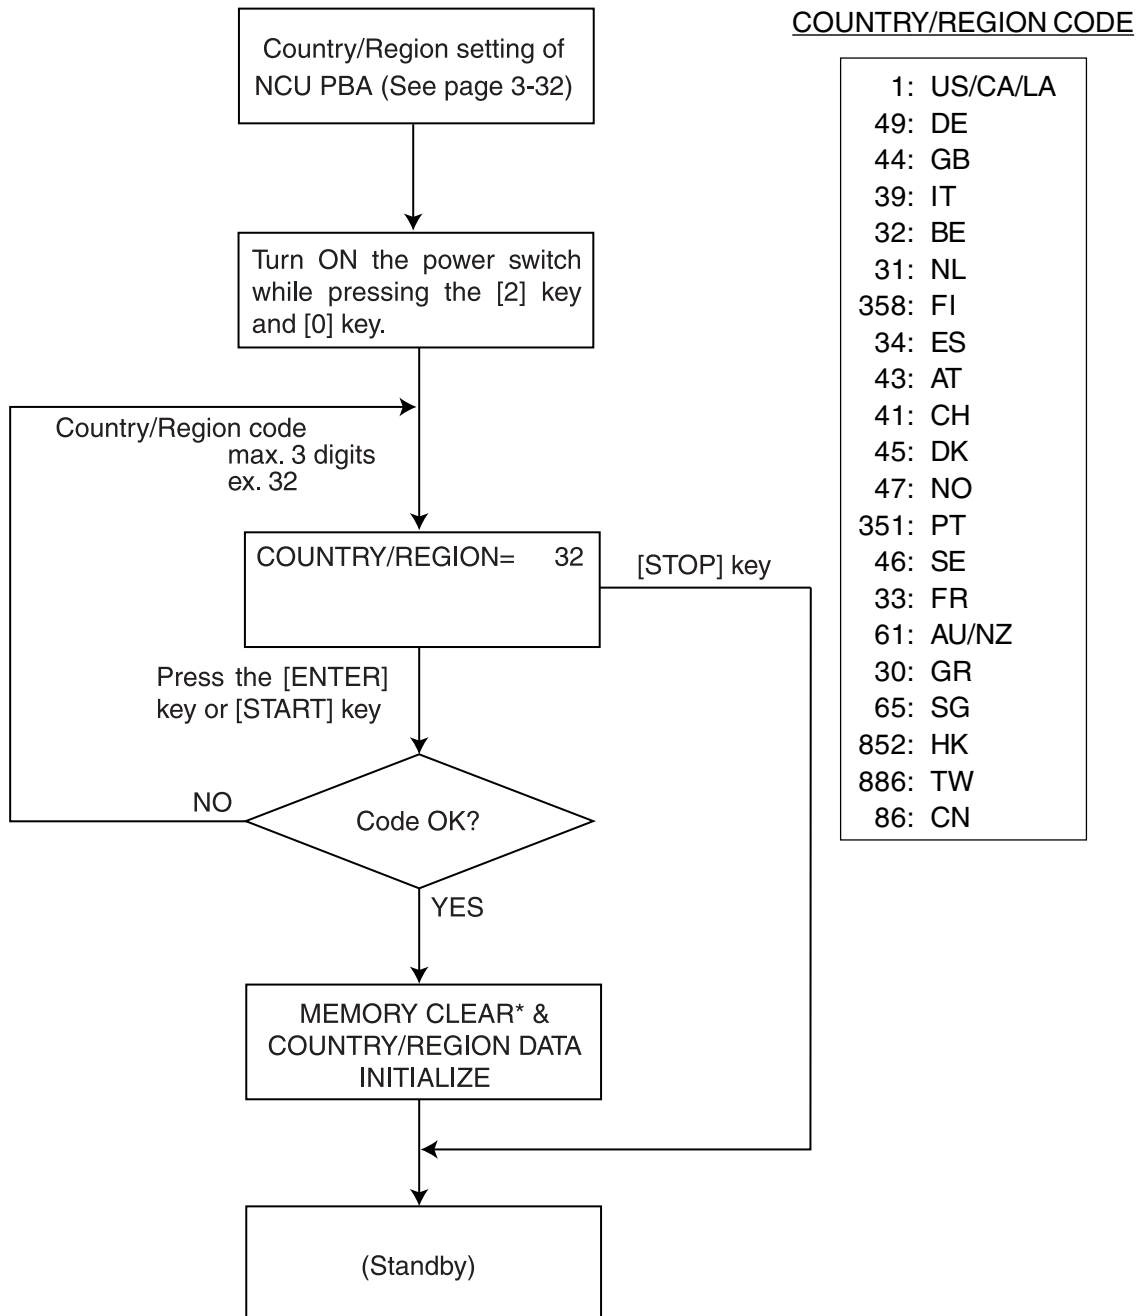 Country/Region setting of
NCU PBA (See page 3-32)
Turn ON the power switch
while pressing the [2] key
and [0] key.
Country/Region code
max. 3 digits
ex. 32
COUNTRY/REGION= 32
[STOP] key
Press the [ENTER]
key or [START] key
NO
Code OK?
YES
MEMORY CLEAR* &
COUNTRY/REGION DATA
INITIALIZE
(Standby)
COUNTRY/REGION CODE
1: US/CA/LA
49: DE
44: GB
39: IT
32: BE
31: NL
358: FI
34: ES
43: AT
41: CH
45: DK
47: NO
351: PT
46: SE
33: FR
61: AU/NZ
30: GR
65: SG
852: HK
886: TW
86: CN